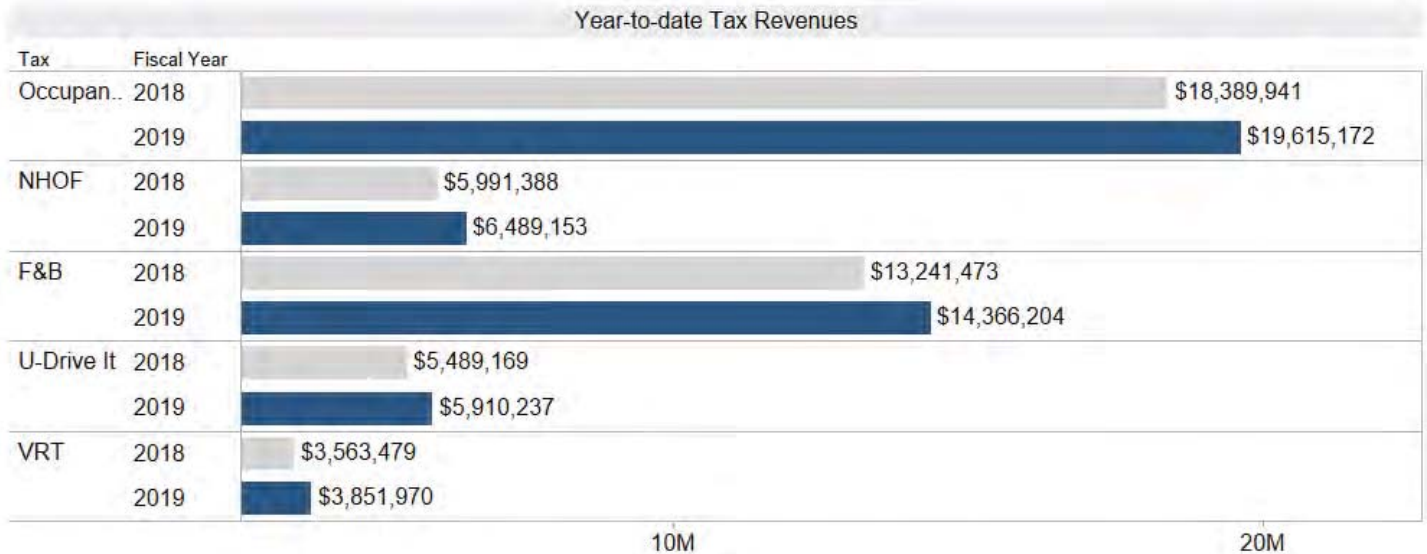 Year-to-date Tax Revenues
Tax Fiscal Year
Occupan.. 2018 $18,389,941
2019 $19,615,172
NHOF 2018 $5,991,388
2019 $6,489,153
F&B 2018 $13,241,473
2019 $14,366,204
U-Drive It 2018 $5,489,169
2019 $5,910,237
VRT 2018 $3,563,479
2019 $3,851,970
10M 20M